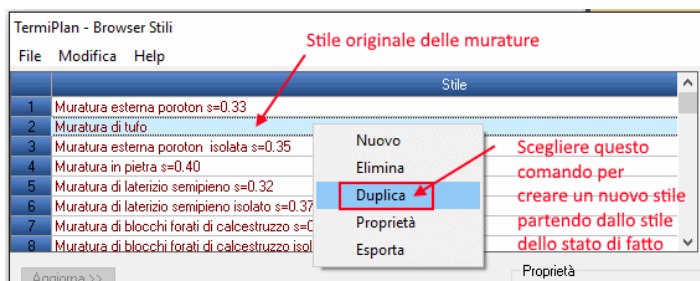 TermiPlan - Browser Stili
Stile originale delle murature
File Modifica Help
Stile
1 Muratura esterna poroton s=0.33
2 Muratura di tufo
3 Muratura esterna poroton isolata s=0.35
4 Muratura in pietra s=0.40
5 Muratura di laterizio semipieno s=0.32
6 Muratura di laterizio semipieno isolato s=0.37
7 Muratura di blocchi forati di calcestruzzo s=0
8 Muratura di blocchi forati di calcestruzzo isol
Nuovo
Elimina
Duplica
Proprietà
Esporta
Scegliere questo
comando per
creare un nuovo stile
partendo dallo stile
dello stato di fatto
Aggiorna >>
Proprietà